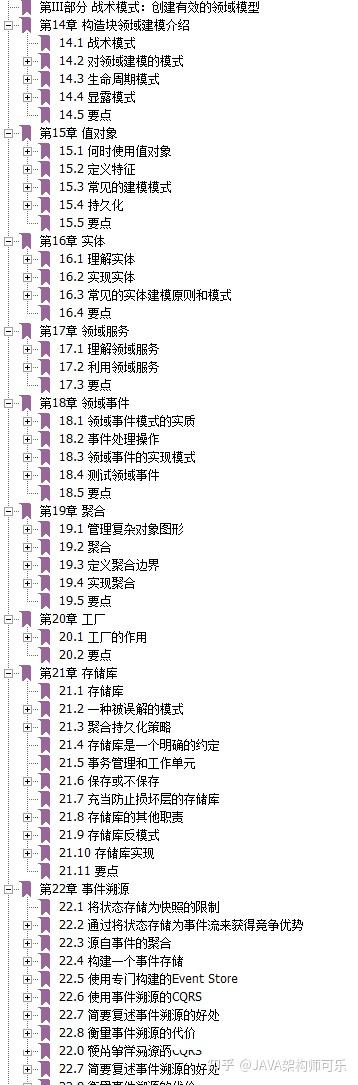 第III部分 战术模式：创建有效的领域模型
第14章 构造块领域建模介绍
14.1 战术模式
14.2 对领域建模的模式
14.3 生命周期模式
14.4 显露模式
14.5 要点
第15章 值对象
15.1 何时使用值对象
15.2 定义特征
15.3 常见的建模模式
15.4 持久化
15.5 要点
第16章 实体
16.1 理解实体
16.2 实现实体
16.3 常见的实体建模原则和模式
16.4 要点
第17章 领域服务
17.1 理解领域服务
17.2 利用领域服务
17.3 要点
第18章 领域事件
18.1 领域事件模式的实质
18.2 事件处理操作
18.3 领域事件的实现模式
18.4 测试领域事件
18.5 要点
第19章 聚合
19.1 管理复杂对象图形
19.2 聚合
19.3 定义聚合边界
19.4 实现聚合
19.5 要点
第20章 工厂
20.1 工厂的作用
20.2 要点
第21章 存储库
21.1 存储库
21.2 一种被误解的模式
21.3 聚合持久化策略
21.4 存储库是一个明确的约定
21.5 事务管理和工作单元
21.6 保存或不保存
21.7 充当防止损坏层的存储库
21.8 存储库的其他职责
21.9 存储库反模式
21.10 存储库实现
21.11 要点
第22章 事件溯源
22.1 将状态存储为快照的限制
22.2 通过将状态存储为事件流来获得竞争优势
22.3 源自事件的聚合
22.4 构建一个事件存储
22.5 使用专门构建的Event Store
22.6 使用事件溯源的CQRS
22.7 简要复述事件溯源的好处
22.8 衡量事件溯源的代价
22.7 简要复述事件溯源的好处
知乎 @JAVA架构师可乐